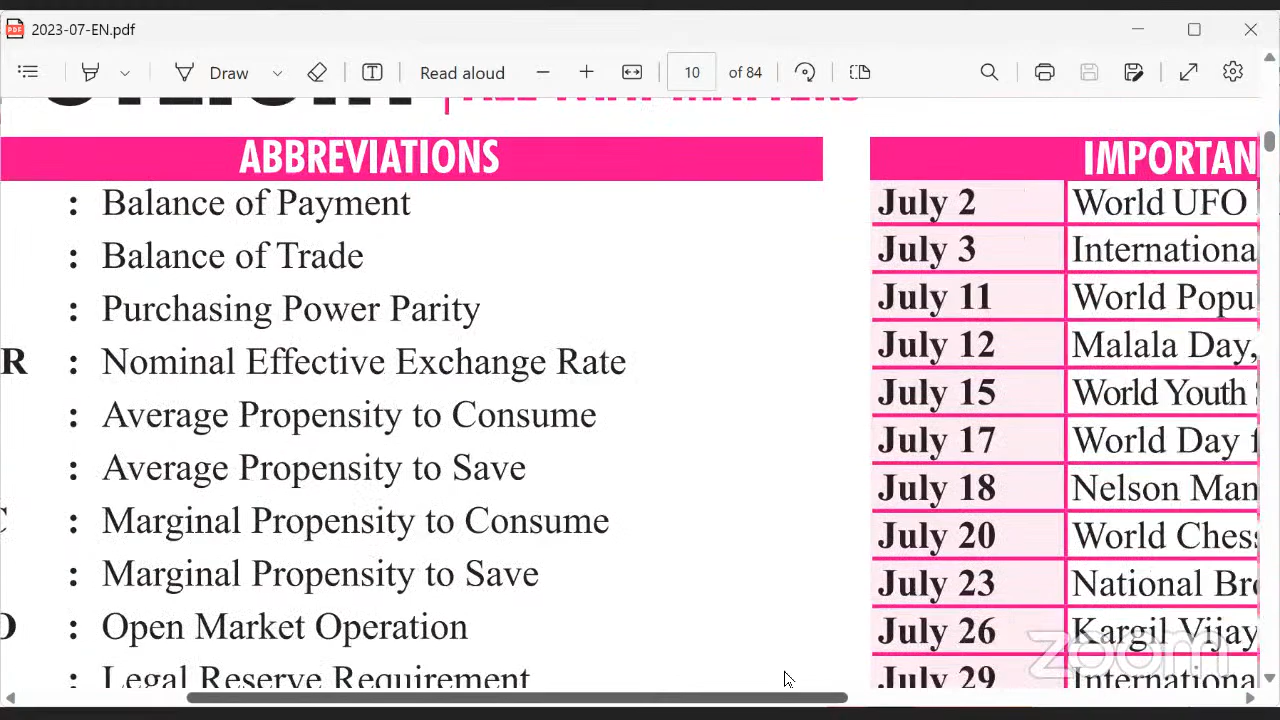 2023-07-EN.pdf
Draw
Read aloud
10 of 84
ABBREVIATIONS
: Balance of Payment
: Balance of Trade
: Purchasing Power Parity
R : Nominal Effective Exchange Rate
: Average Propensity to Consume
: Average Propensity to Save
C : Marginal Propensity to Consume
: Marginal Propensity to Save
O : Open Market Operation
: Legal Reserve Requirement
IMPORTAN
July 2 World UFO
July 3 Internationa
July 11 World Popu
July 12 Malala Day,
July 15 World Youth
July 17 World Day f
July 18 Nelson Man
July 20 World Chess
July 23 National Bro
July 26 Kargil Vijay
July 29 Internationa
zoom